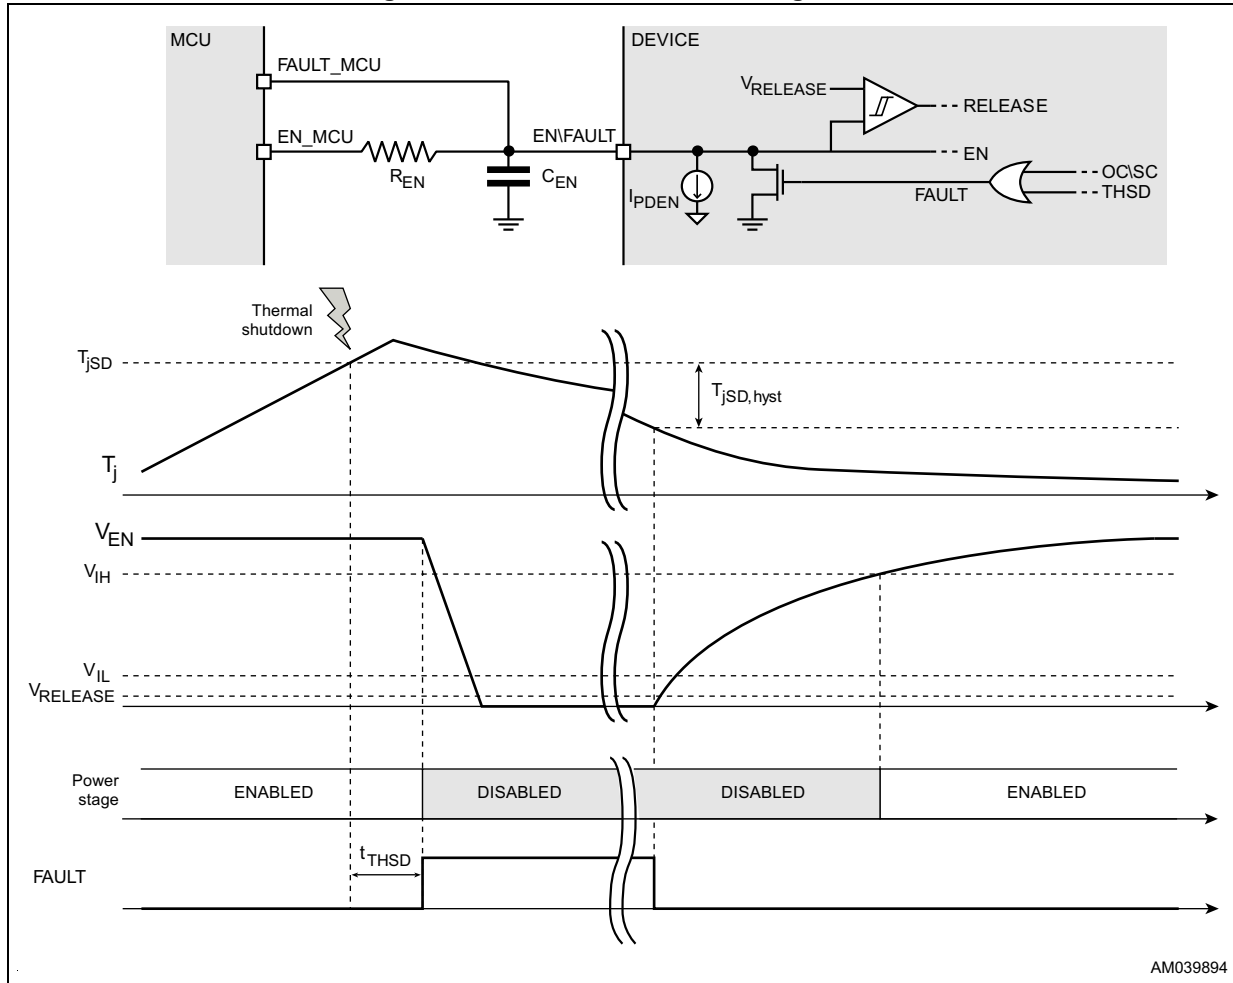 MCU
DEVICE
FAULT_MCU
VRELEASE
RELEASE
EN_MCU
EN\FAULT
EN
REN
CEN
IPDEN
FAULT
OC\SC
THSD
Thermal
shutdown
TjSD
TjSD,hyst
Tj
VEN
VIH
VIL
VRELEASE
Power
stage
ENABLED
DISABLED
DISABLED
ENABLED
tTHSD
FAULT
AM039894